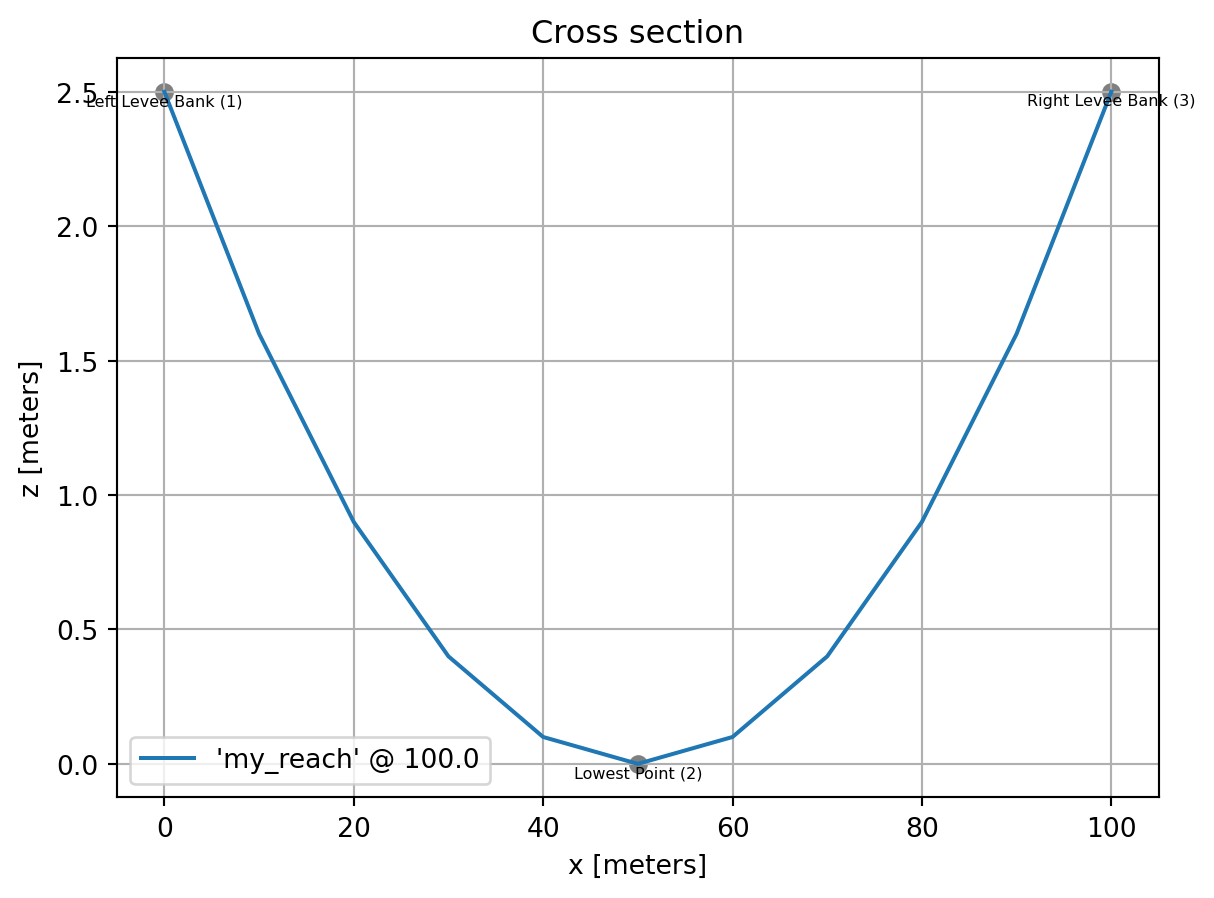 Cross section
z [meters]
2.5
2.0
1.5
1.0
0.5
0.0
Left Levee Bank (1)
Right Levee Bank (3)
Lowest Point (2)
'my_reach' @ 100.0
0 20 40 60 80 100
x [meters]